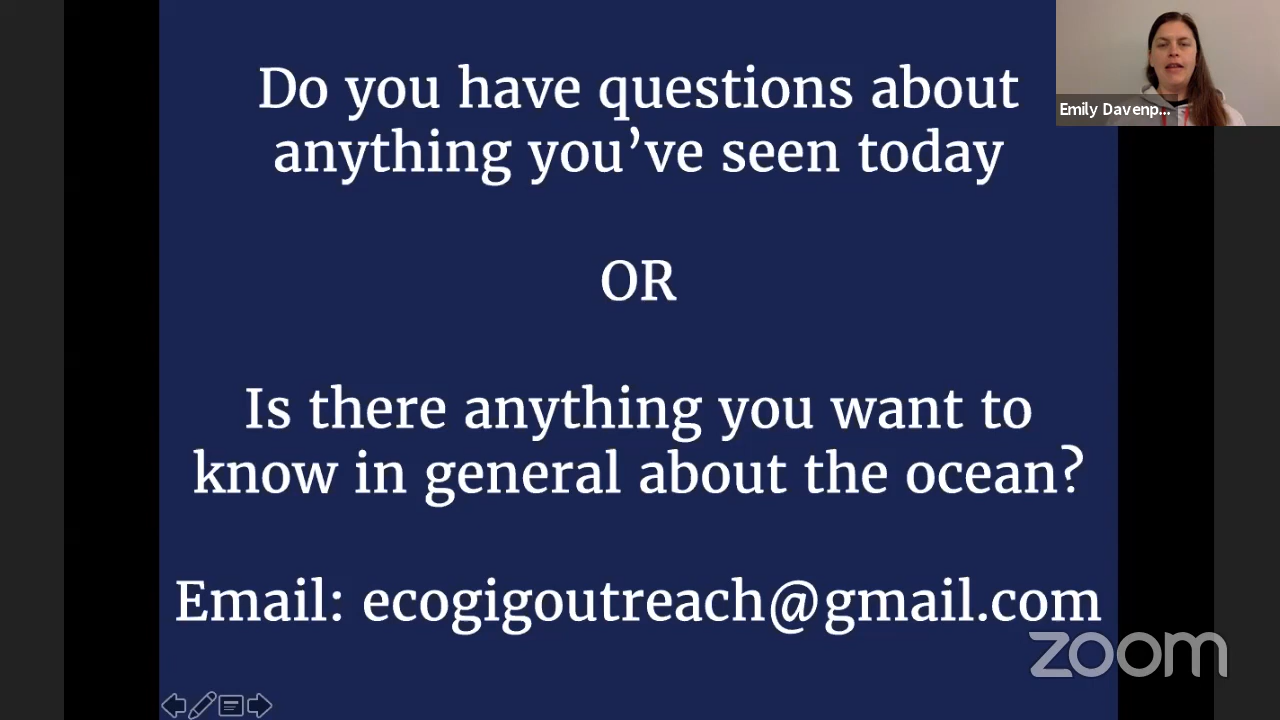 Do you have questions about
anything you’ve seen today
OR
Is there anything you want to
know in general about the ocean?
Email: ecogigoutreach@gmail.com
Emily Davenp...
zoom